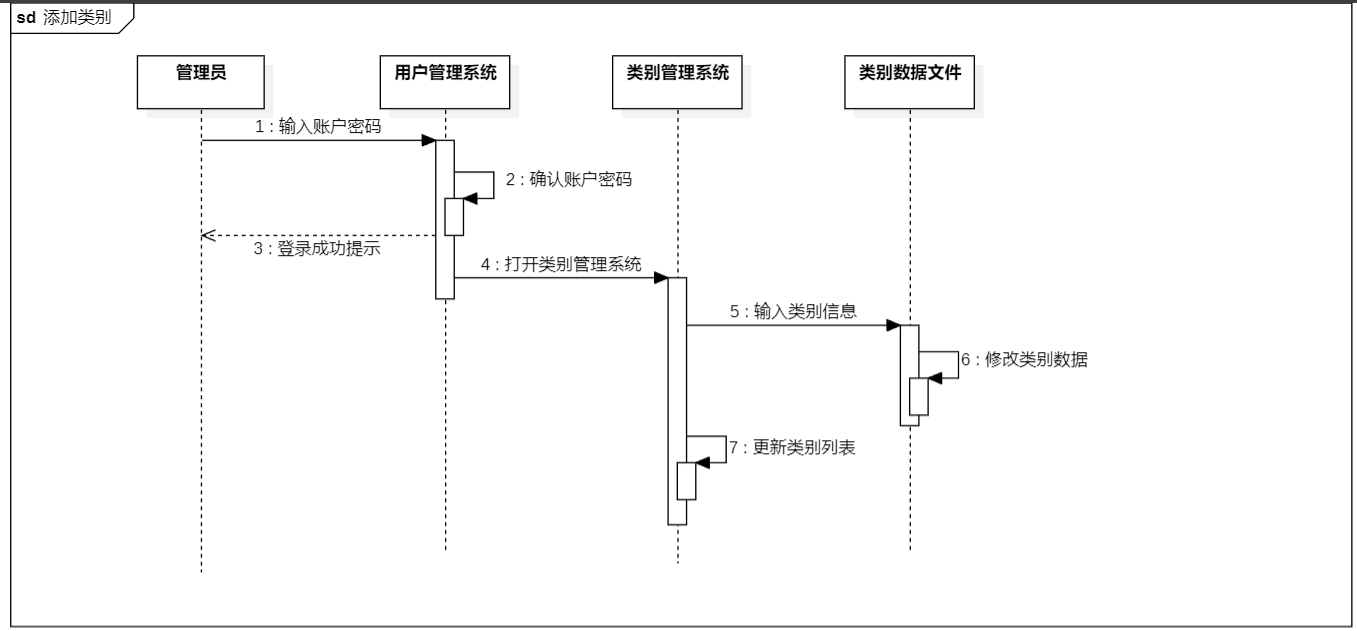 sd 添加类别
管理员
用户管理系统
类别管理系统
类别数据文件
1 : 输入账户密码
2 : 确认账户密码
3 : 登录成功提示
4 : 打开类别管理系统
5 : 输入类别信息
6 : 修改类别数据
7 : 更新类别列表